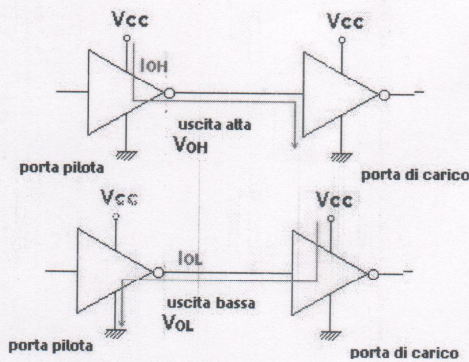 Vcc
Vcc
IOH
uscita alta
VOH
porta pilota
porta di carico
Vcc
Vcc
IOL
uscita bassa
VOL
porta pilota
porta di carico